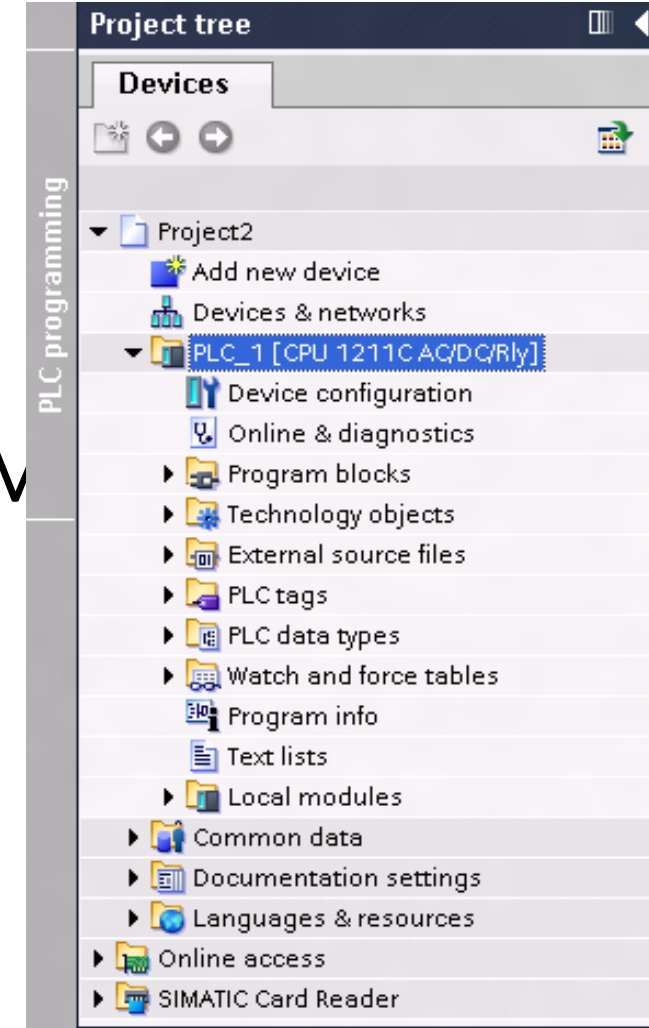 Project tree
Devices
PLC programming
Project2
Add new device
Devices & networks
PLC_1 [CPU 1211C AC/DC/Rly]
Device configuration
Online & diagnostics
Program blocks
Technology objects
External source files
PLC tags
PLC data types
Watch and force tables
Program info
Text lists
Local modules
Common data
Documentation settings
Languages & resources
Online access
SIMATIC Card Reader